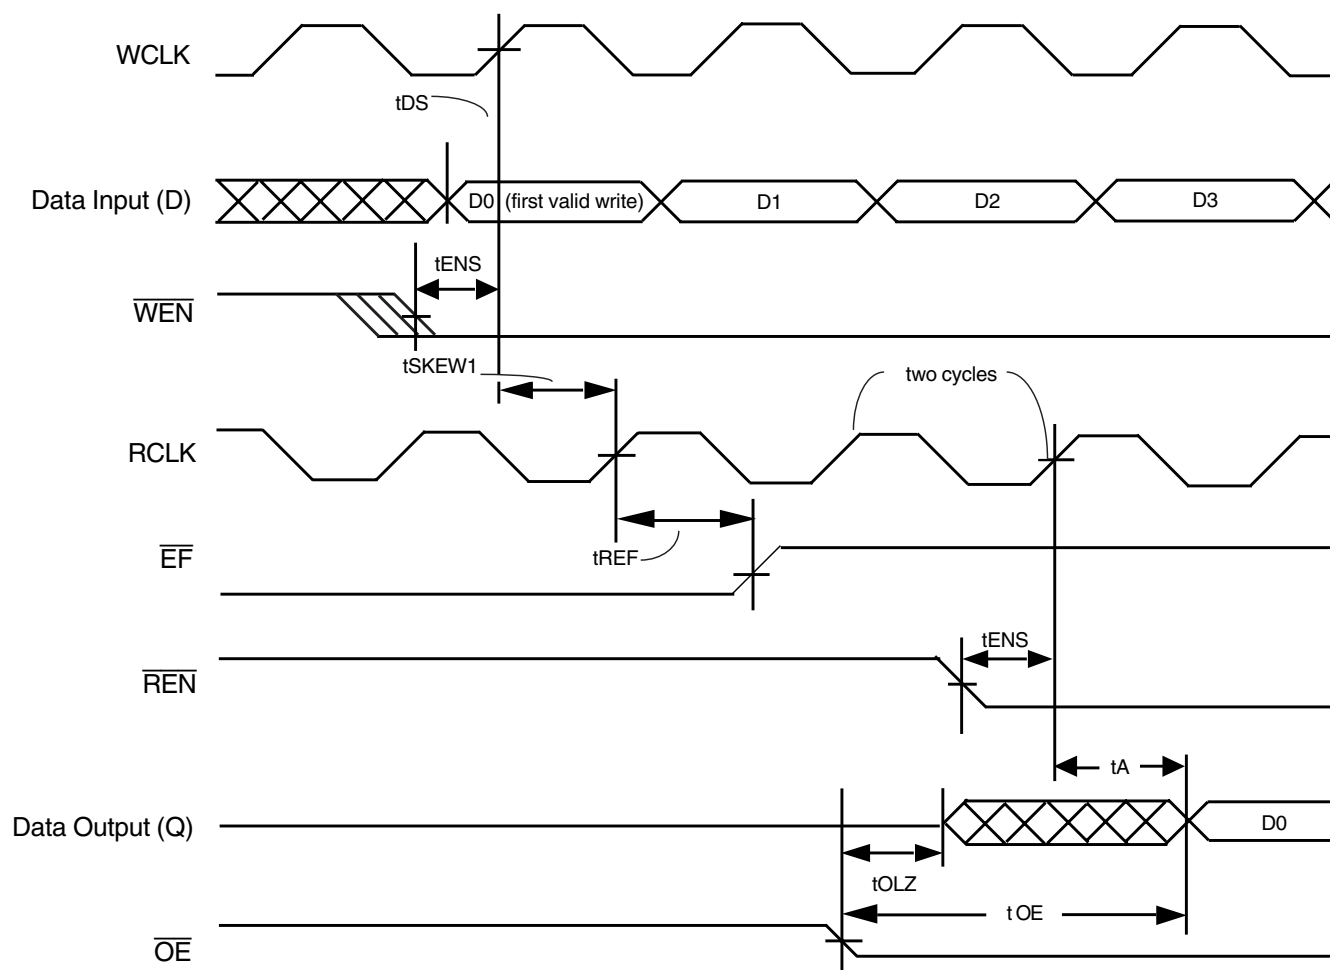 WCLK
tDS
Data Input (D)
D0 (first valid write)
D1
D2
D3
tENS
WEN
tSKEW1
two cycles
RCLK
EF
tREF
tENS
REN
tA
Data Output (Q)
D0
tOLZ
t OE
OE